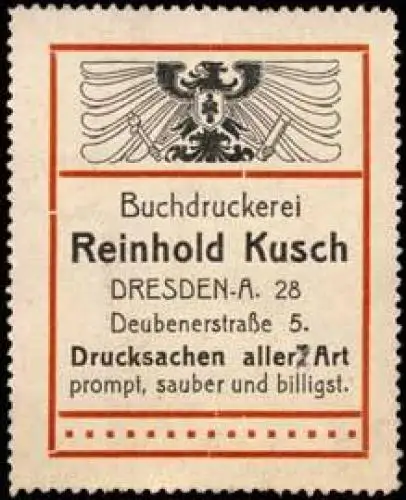 Buchdruckerei
Reinhold Kusch
DRESDEN-A. 28
Deubenerstraße 5.
Drucksachen aller Art
prompt, sauber und billigst.